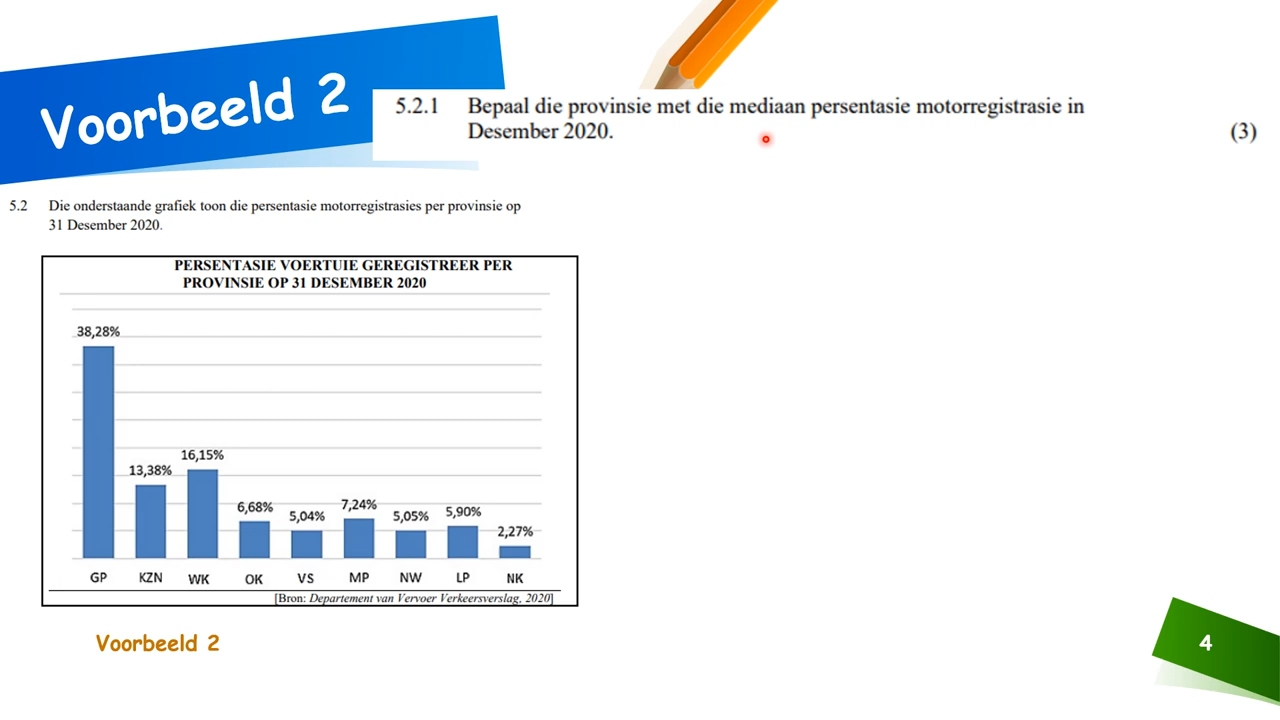 Voorbeeld 2
5.2.1 Bepaal die provinsie met die mediaan persentasie motorregistrasie in
Desember 2020.
(3)
5.2 Die onderstaande grafiek toon die persentasie motorregistrasies per provinsie op
31 Desember 2020.
PERSENTASIE VOERTUIE GEREGISTREER PER
PROVINSIE OP 31 DESEMBER 2020
38,28%
13,38%
16,15%
6,68%
5,04%
7,24%
5,05%
5,90%
2,27%
GP KZN WK OK VS MP NW LP NK
[Bron: Departement van Vervoer Verkeersverslag, 2020]
Voorbeeld 2
4